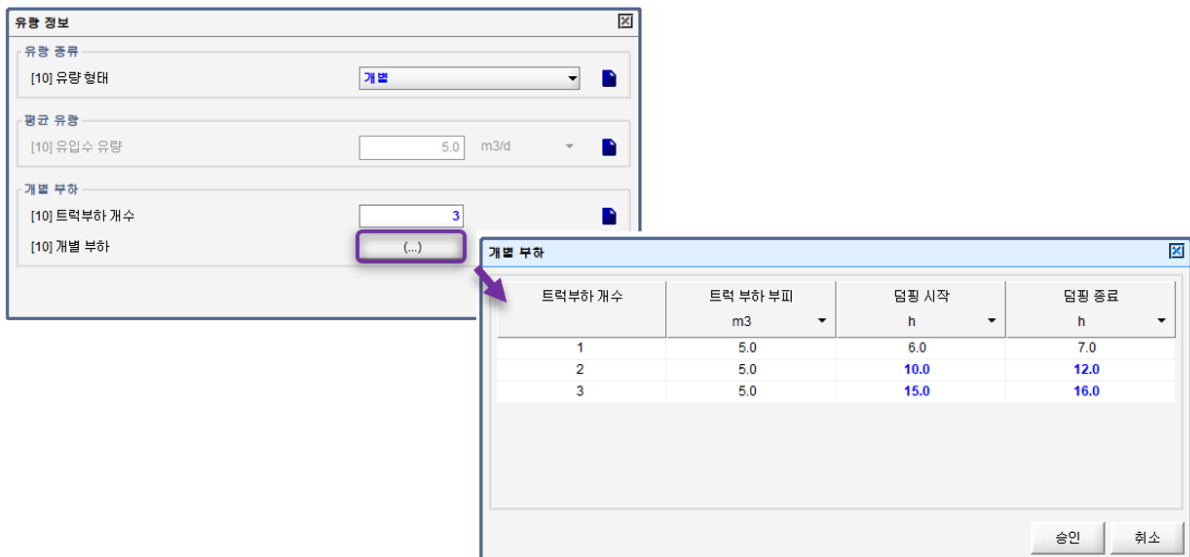 유량 정보
유량 종류
[10] 유량 형태 개별
평균 유량
[10] 유입수 유량 5.0 m3/d
개별 부하
[10] 트럭부하 개수 3
[10] 개별 부하 (...)
개별 부하
트럭부하 개수 트럭 부하 부피 덤핑 시작 덤핑 종료
m3 h h
1 5.0 6.0 7.0
2 5.0 10.0 12.0
3 5.0 15.0 16.0
승인 취소